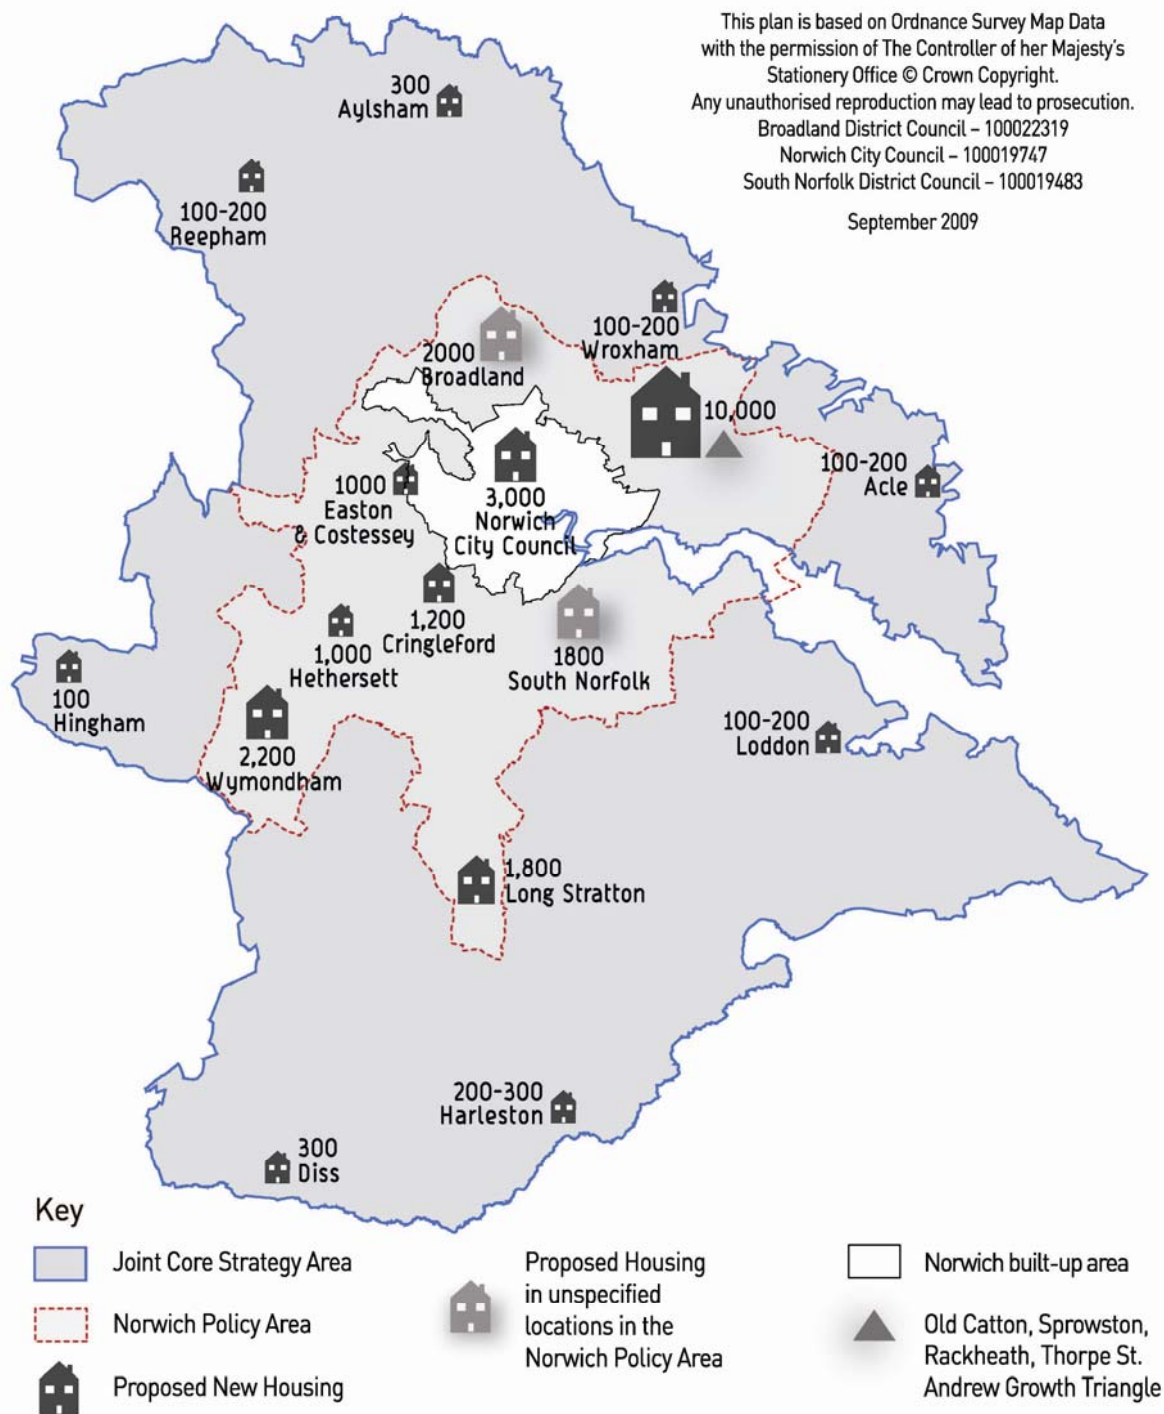 This plan is based on Ordnance Survey Map Data
with the permission of The Controller of her Majesty's
Stationery Office © Crown Copyright.
Any unauthorised reproduction may lead to prosecution.
Broadland District Council – 100022319
Norwich City Council – 100019747
South Norfolk District Council – 100019483
September 2009
300
Aylsham
100-200
Reepham
100-200
Wroxham
2000
Broadland
10,000
100-200
Acle
1000
Easton
& Costessey
3,000
Norwich
City Council
1,200
Cringleford
1,000
Hethersett
1800
South Norfolk
100
Hingham
2,200
Wymondham
100-200
Loddon
1,800
Long Stratton
200-300
Harleston
300
Diss
Key
Joint Core Strategy Area
Norwich Policy Area
Proposed New Housing
Proposed Housing
in unspecified
locations in the
Norwich Policy Area
Norwich built-up area
Old Catton, Sprowston,
Rackheath, Thorpe St.
Andrew Growth Triangle